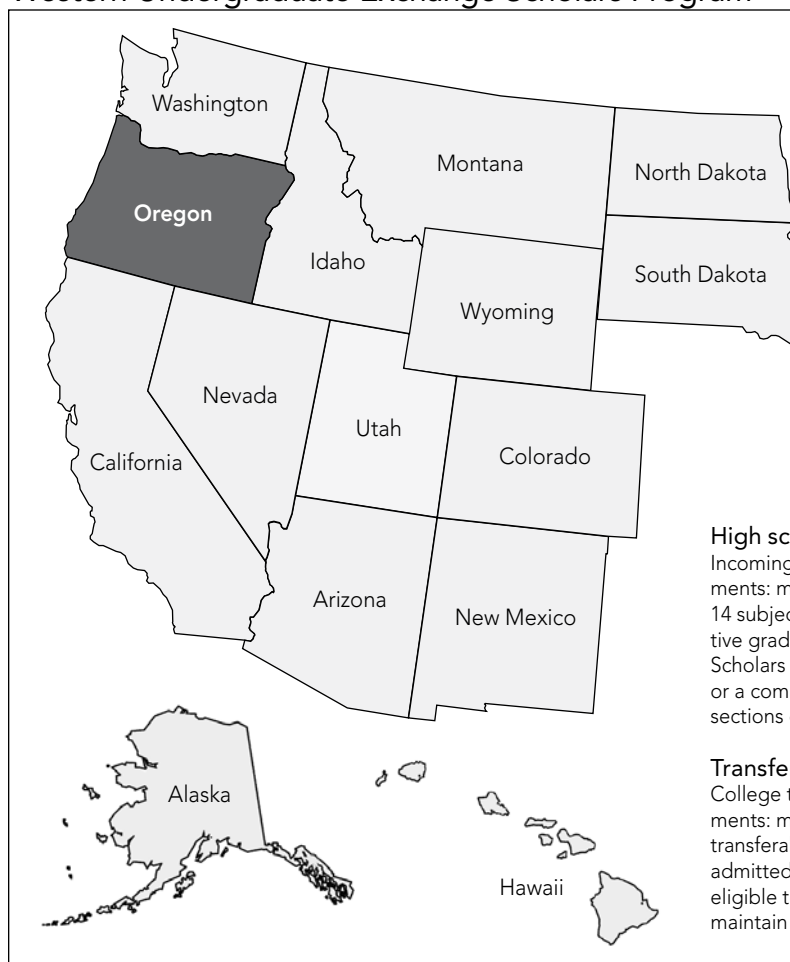 Western Undergraduate Exchange Scholars Program
Washington
Montana
North Dakota
Oregon
Idaho
South Dakota
Wyoming
Nevada
Utah
California
Colorado
Arizona
New Mexico
Alaska
Hawaii
High sc
Incoming
ments: m
14 subjec
tive grad
Scholars
or a com
sections
Transfe
College t
ments: m
transfera
admitted
eligible t
maintain